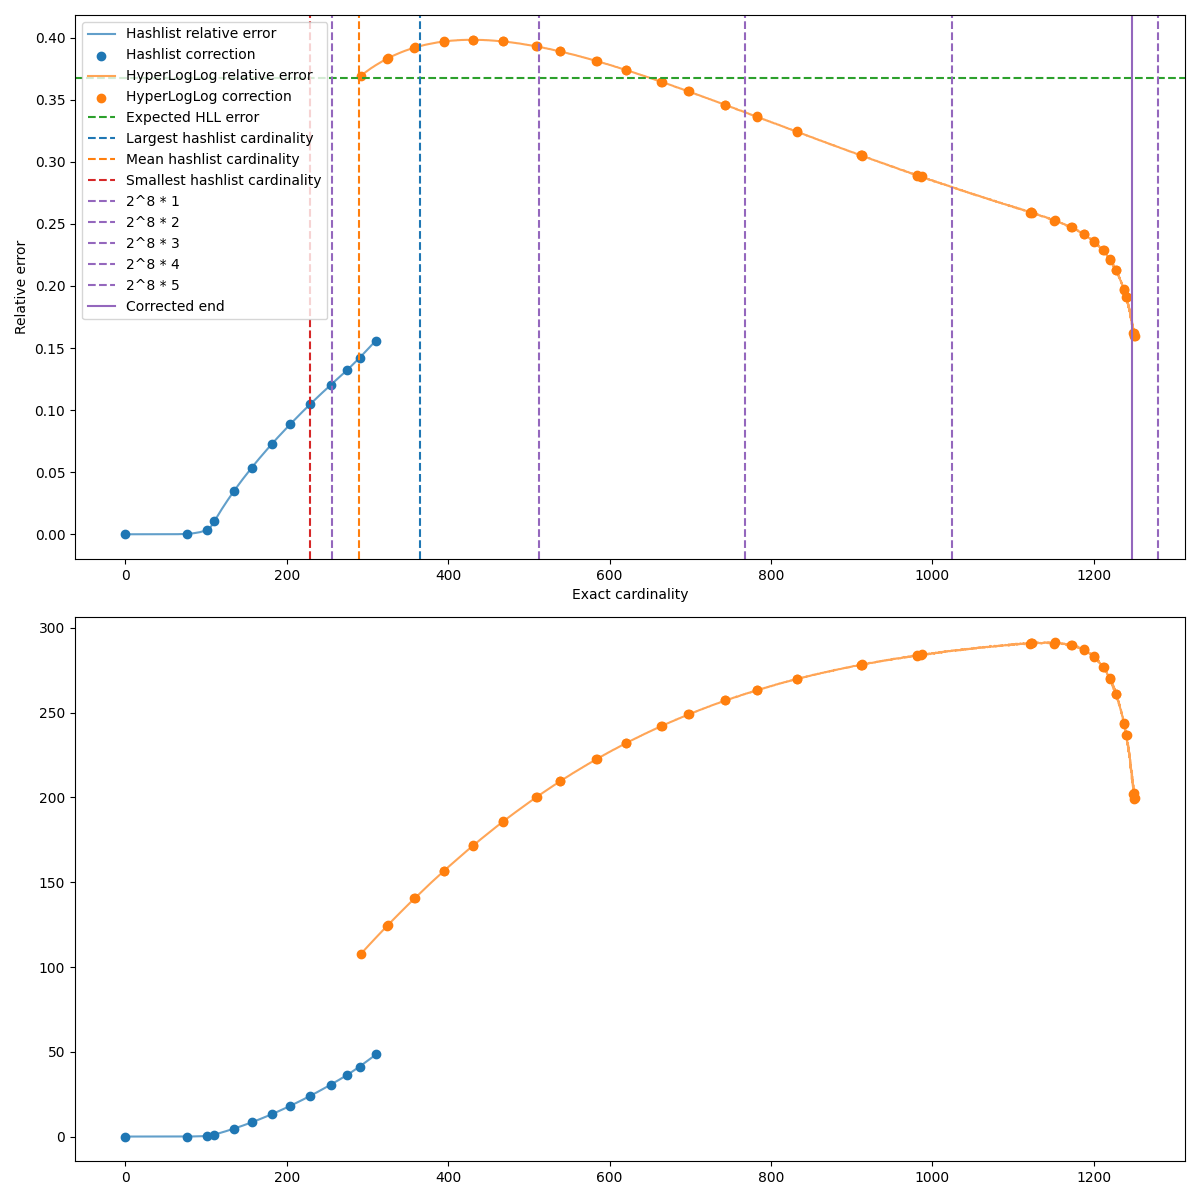 0.40
0.35
0.30
0.25
0.20
0.15
0.10
0.05
0.00
Relative error
Hashlist relative error
Hashlist correction
HyperLogLog relative error
HyperLogLog correction
Expected HLL error
Largest hashlist cardinality
Mean hashlist cardinality
Smallest hashlist cardinality
2^8 * 1
2^8 * 2
2^8 * 3
2^8 * 4
2^8 * 5
Corrected end
0 200 400 600 800 1000 1200
Exact cardinality
300
250
200
150
100
50
0
0 200 400 600 800 1000 1200